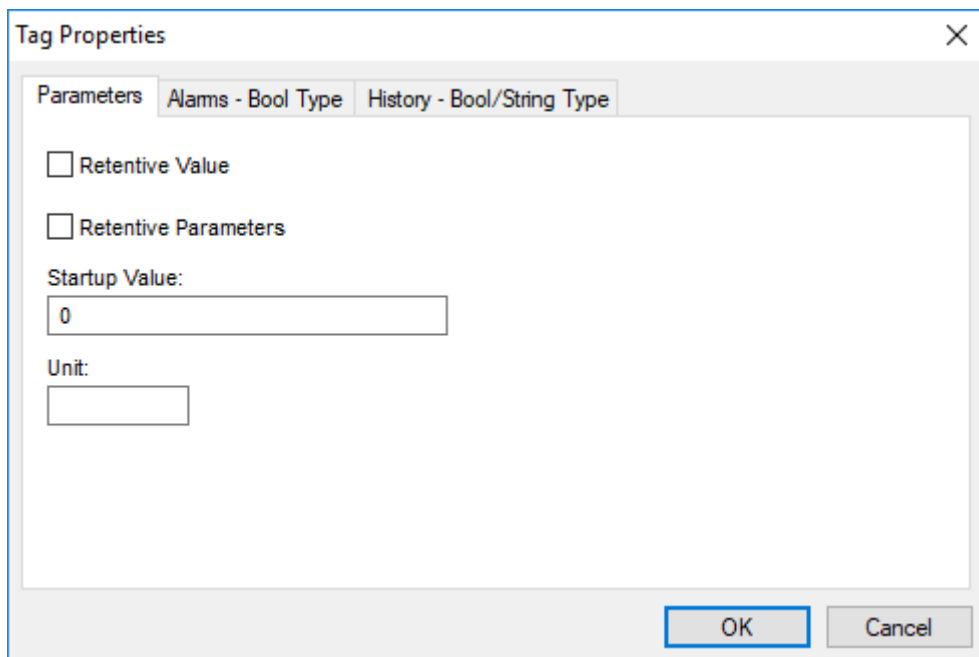 Tag Properties
Parameters Alarms - Bool Type History - Bool/String Type
Retentive Value
Retentive Parameters
Startup Value:
0
Unit:
OK Cancel